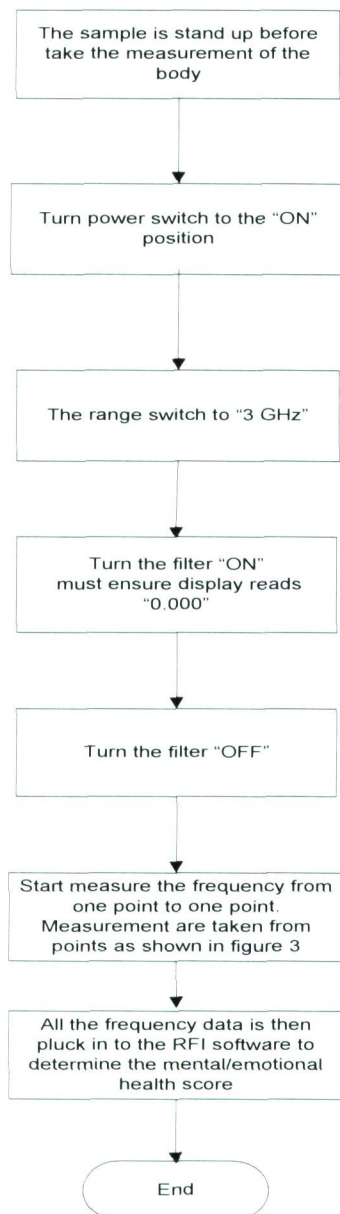 The sample is stand up before
take the measurement of the
body
Turn power switch to the “ON”
position
The range switch to “3 GHz”
Turn the filter “ON”
must ensure display reads
“0.000”
Turn the filter “OFF”
Start measure the frequency from
one point to one point.
Measurement are taken from
points as shown in figure 3
All the frequency data is then
pluck in to the RFI software to
determine the mental/emotional
health score
End